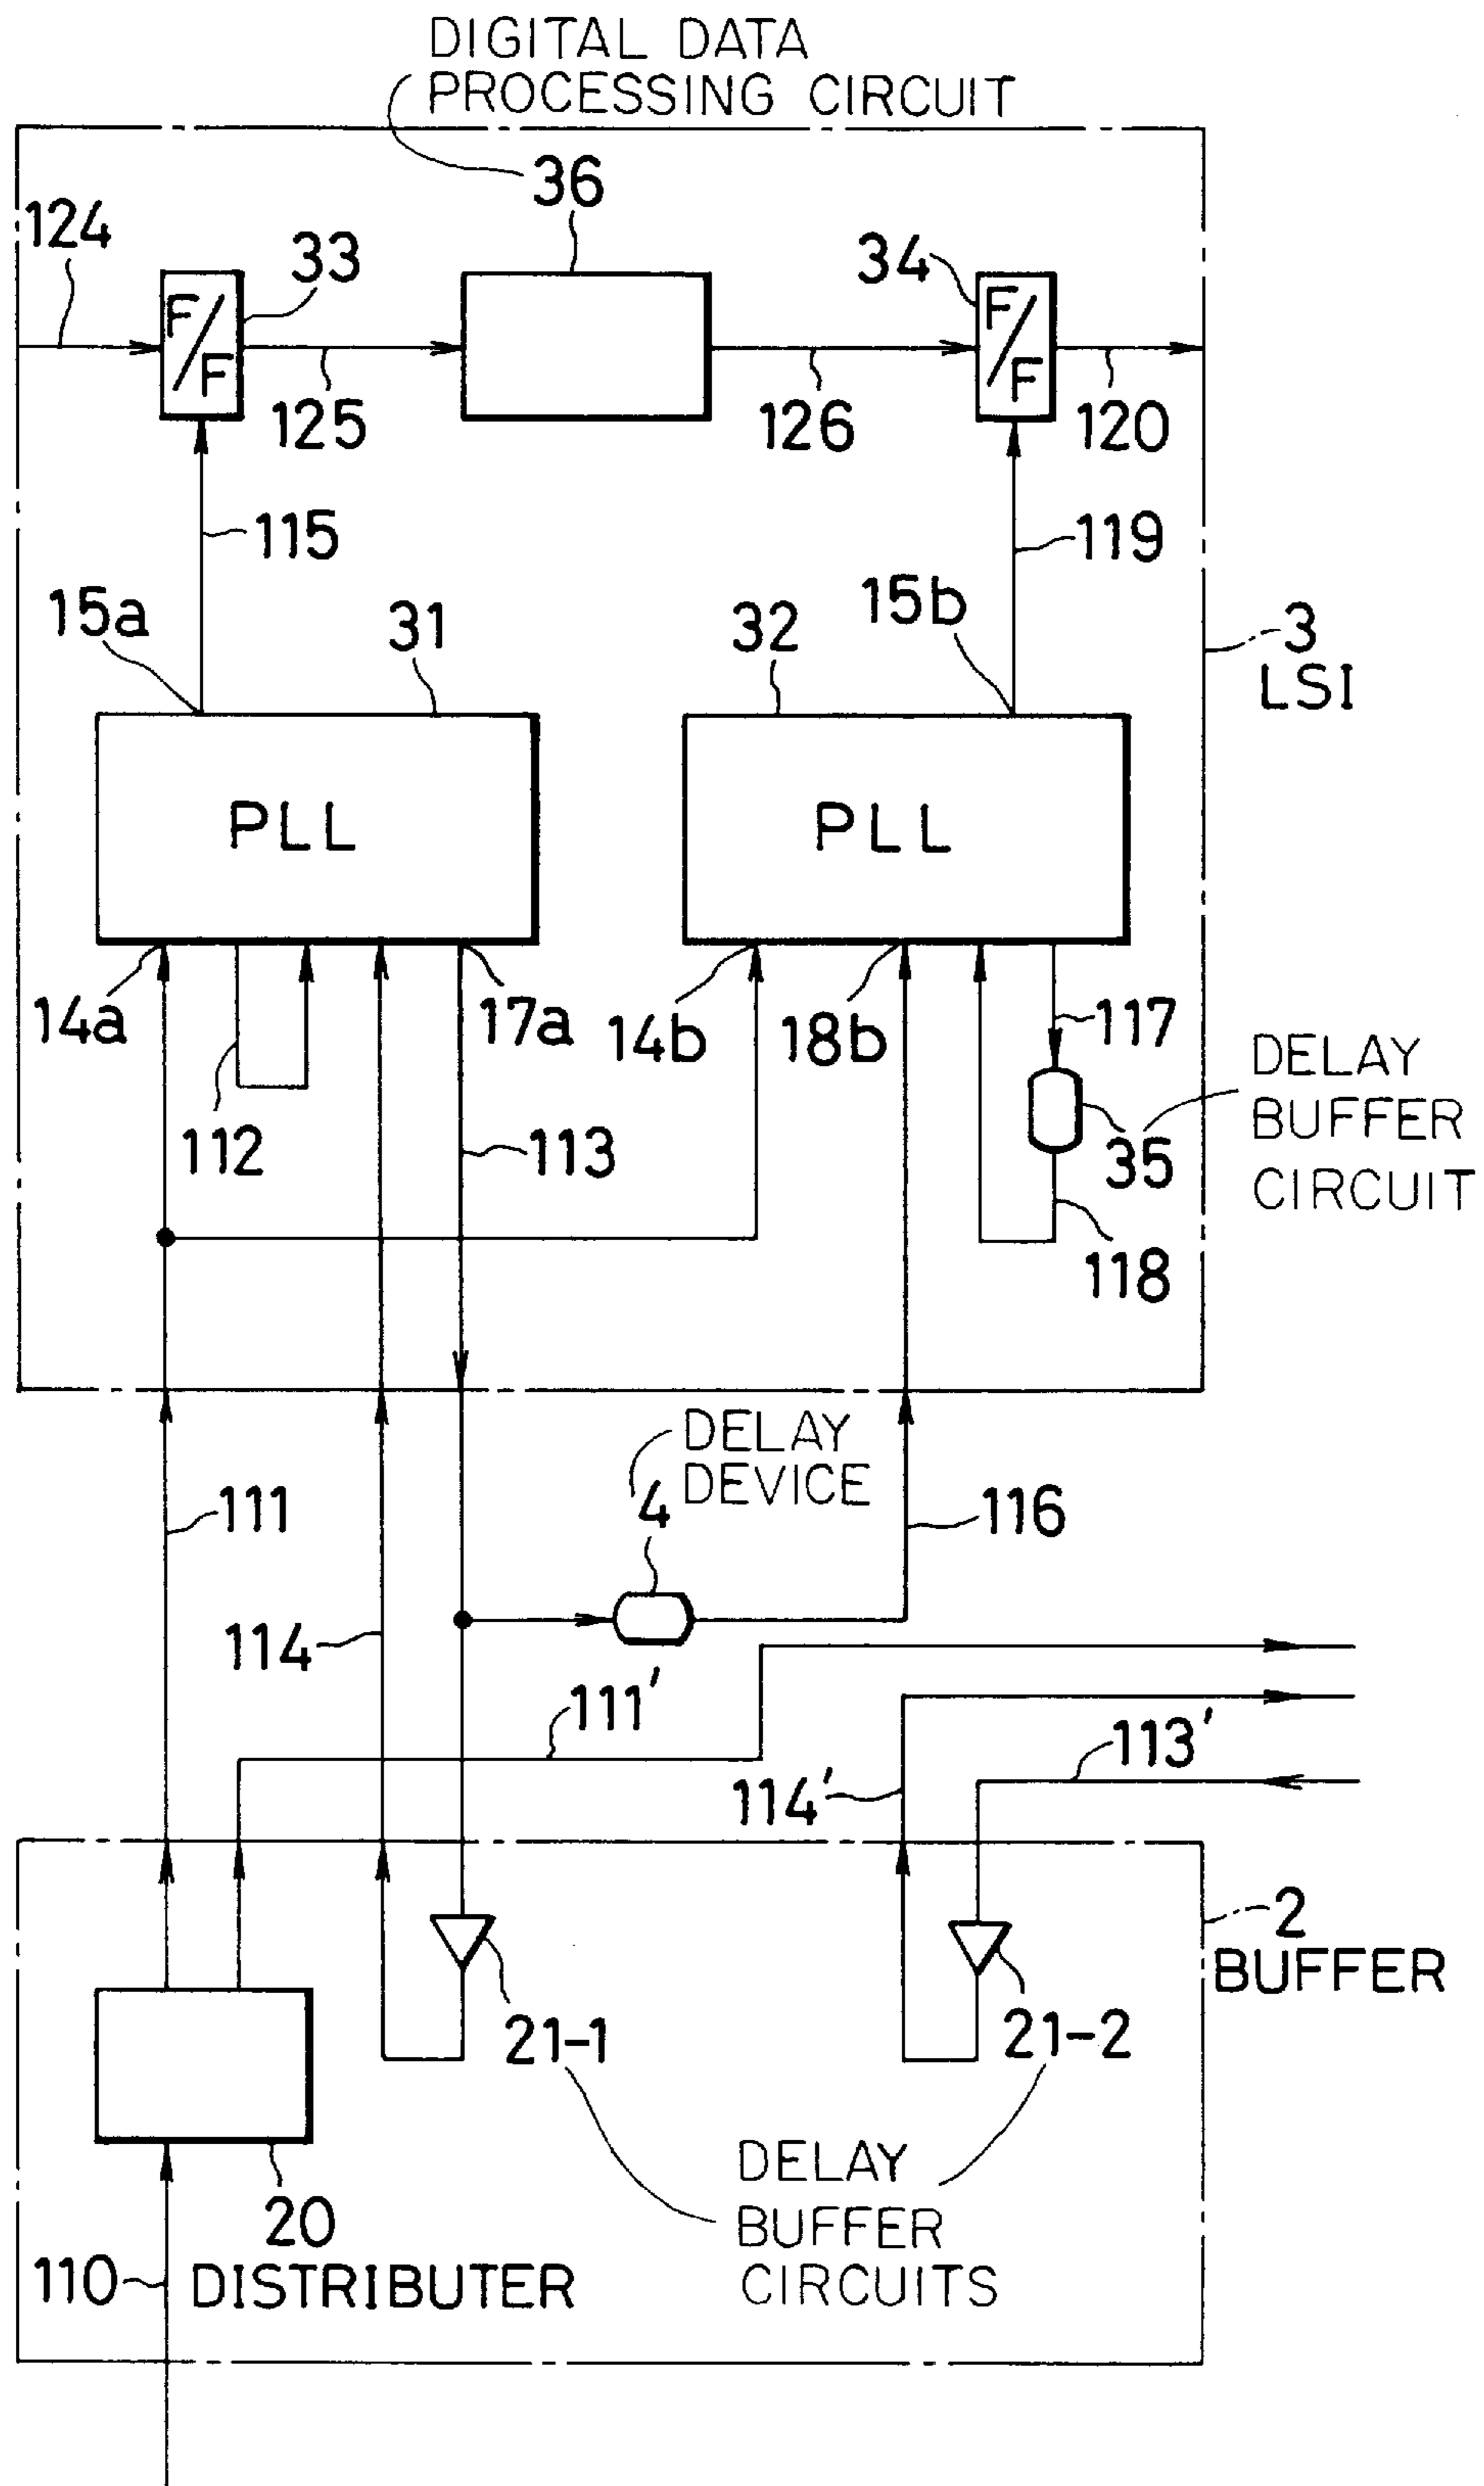 DIGITAL DATA
PROCESSING CIRCUIT
36
124
33
34
F/F
F/F
125
126
120
115
119
15a
31
32
15b
3
LSI
PLL
PLL
14a
17a
14b
18b
117
DELAY
BUFFER
CIRCUIT
112
113
35
118
DELAY
DEVICE
111
4
116
114
111'
113'
114'
2
BUFFER
21-1
21-2
20
DISTRIBUTER
DELAY
BUFFER
CIRCUITS
110